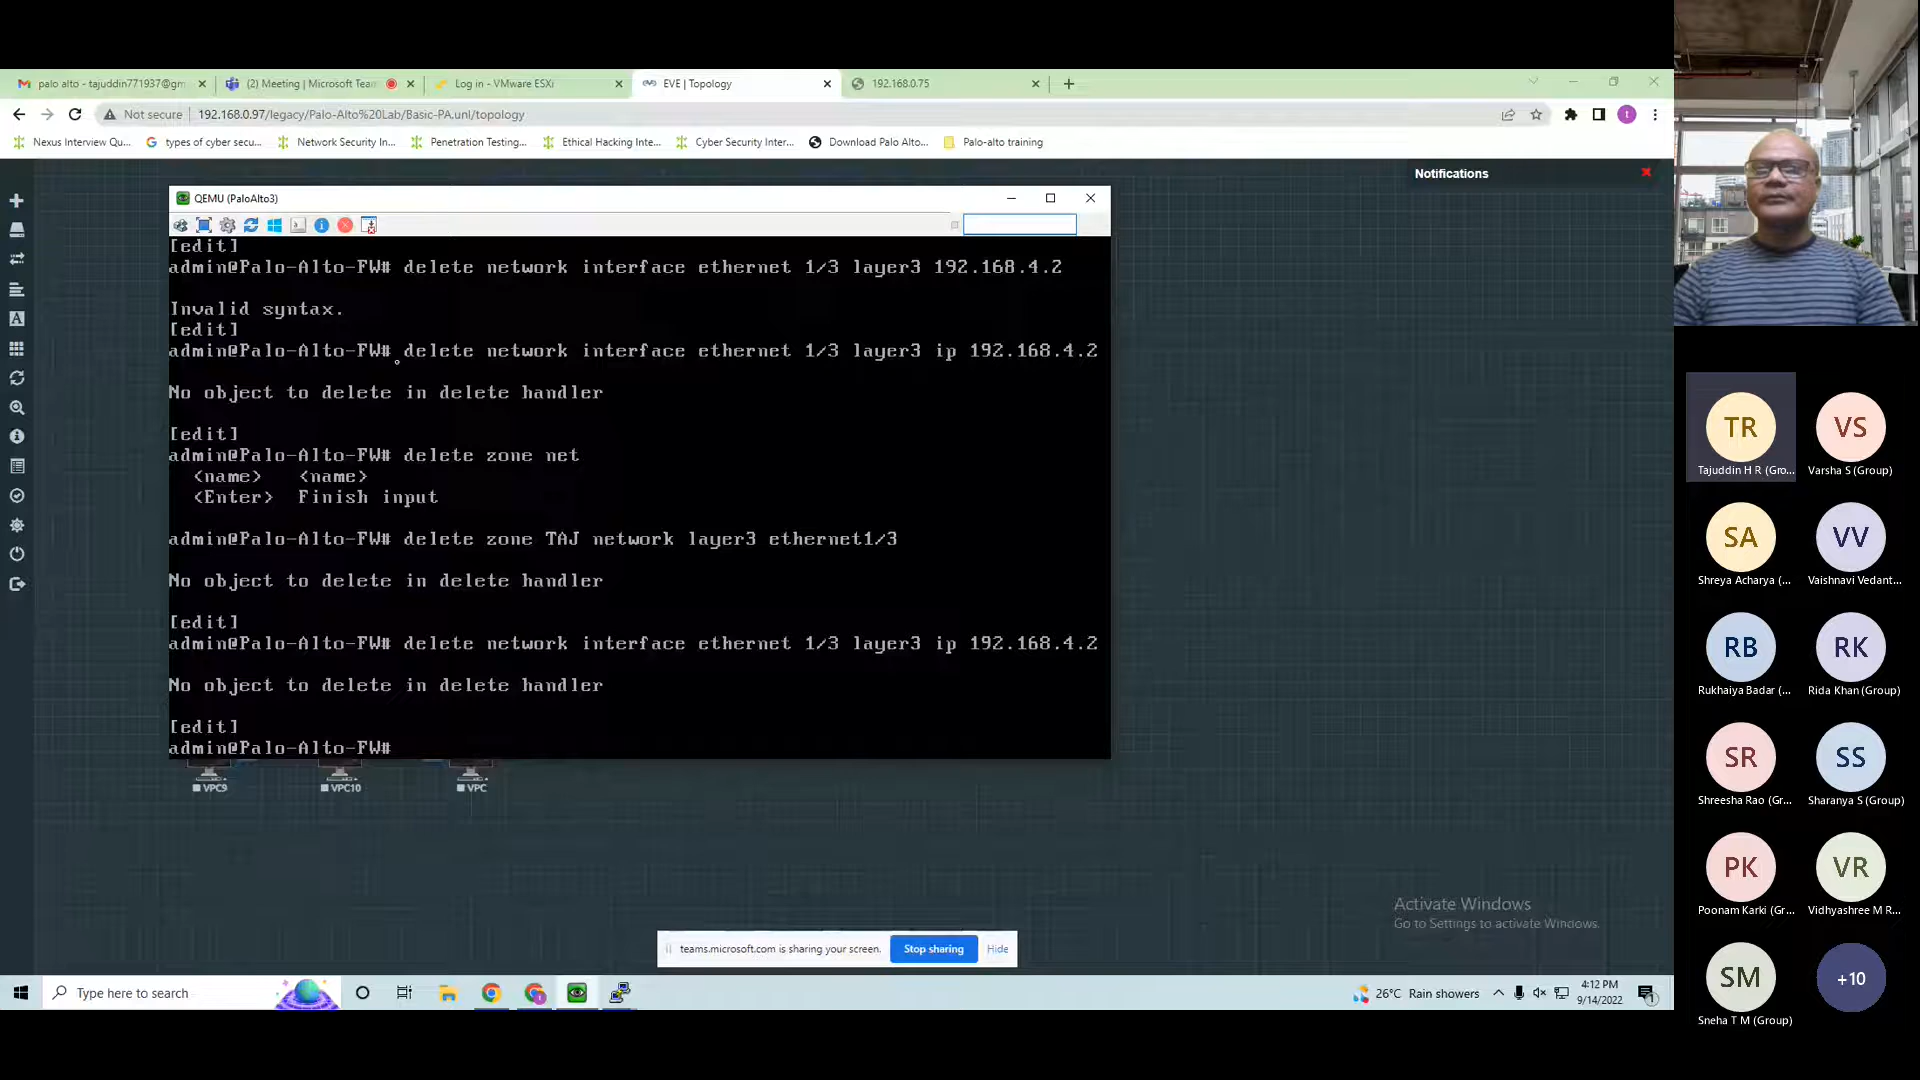 palo alto - tajuddin771937@gm
(2) Meeting | Microsoft Team
Log in - VMware ESXi
EVE | Topology
192.168.0.75
Not secure
192.168.0.97/legacy/Palo-Alto%20Lab/Basic-PA.unl/topology
t
Nexus Interview Qu...
types of cyber secu...
Network Security In...
Penetration Testing...
Ethical Hacking Inte...
Cyber Security Inter...
Download Palo Alto...
Palo-alto training
Notifications
QEMU (PaloAlto3)
[edit]
admin@Palo-Alto-FW# delete network interface ethernet 1/3 layer3 192.168.4.2
Invalid syntax.
[edit]
admin@Palo-Alto-FW# delete network interface ethernet 1/3 layer3 ip 192.168.4.2
No object to delete in delete handler
[edit]
admin@Palo-Alto-FW# delete zone net
<name> <name>
<Enter> Finish input
admin@Palo-Alto-FW# delete zone TAJ network layer3 ethernet1/3
No object to delete in delete handler
[edit]
admin@Palo-Alto-FW# delete network interface ethernet 1/3 layer3 ip 192.168.4.2
No object to delete in delete handler
[edit]
admin@Palo-Alto-FW#
VPC9
VPC10
VPC
Activate Windows
Go to Settings to activate Windows.
teams.microsoft.com is sharing your screen.
Stop sharing
Hide
Type here to search
26°C Rain showers
4:12 PM
9/14/2022
1
TR
Tajuddin H R (Gro...
VS
Varsha S (Group)
SA
Shreya Acharya (...
VV
Vaishnavi Vedant...
RB
Rukhaiya Badar (...
RK
Rida Khan (Group)
SR
Shreesha Rao (Gr...
SS
Sharanya S (Group)
PK
Poonam Karki (Gr...
VR
Vidhyashree M R...
SM
Sneha T M (Group)
+10